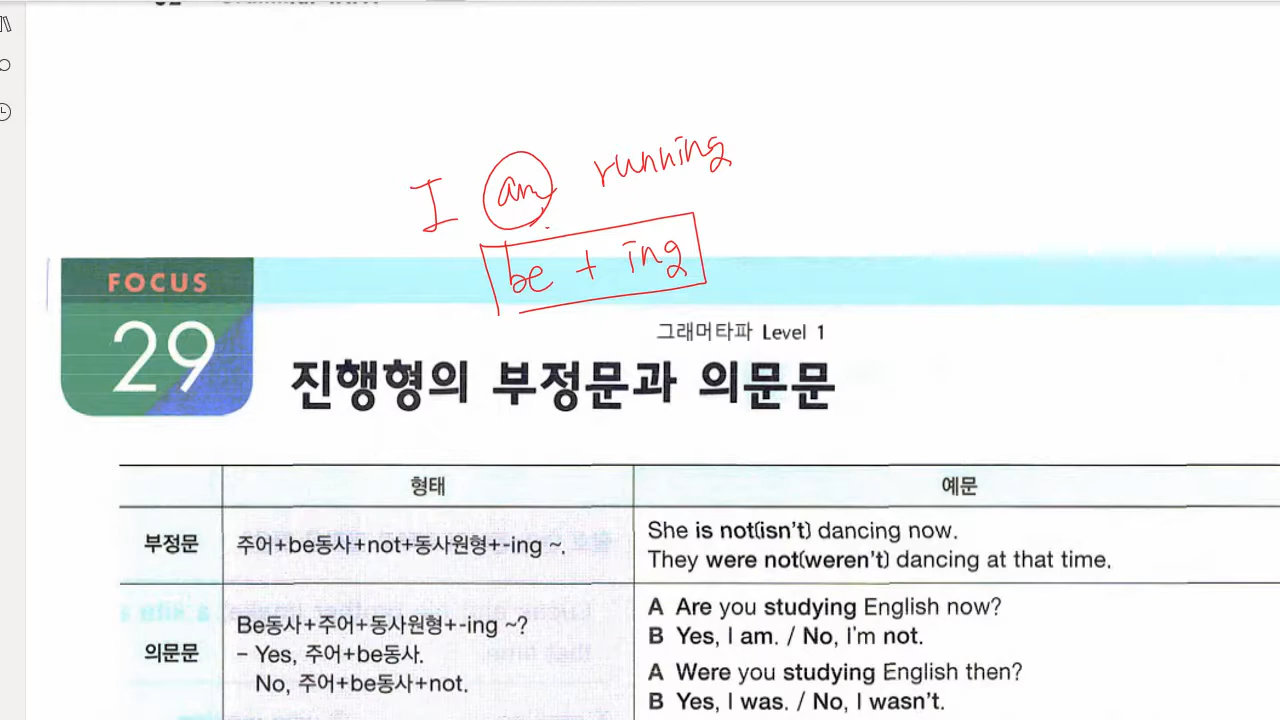 I am running
be + ing
FOCUS
29
그래머타파 Level 1
진행형의 부정문과 의문문
형태
예문
부정문
주어+be동사+not+동사원형+-ing ~.
She is not(isn't) dancing now.
They were not(weren't) dancing at that time.
의문문
Be동사+주어+동사원형+-ing ~?
– Yes, 주어+be동사.
No, 주어+be동사+not.
A Are you studying English now?
B Yes, I am. / No, I'm not.
A Were you studying English then?
B Yes, I was. / No, I wasn't.